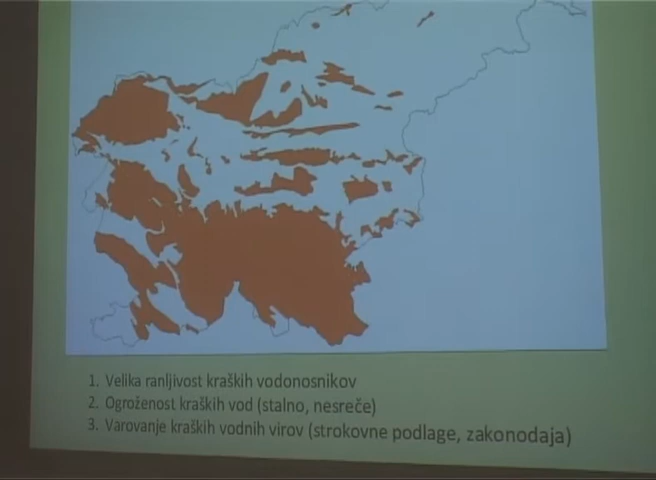 1. Velika ranljivost kraških vodonosnikov
2. Ogroženost kraških vod (stalno, nesreče)
3. Varovanje kraških vodnih virov (strokovne podlage, zakonodaja)